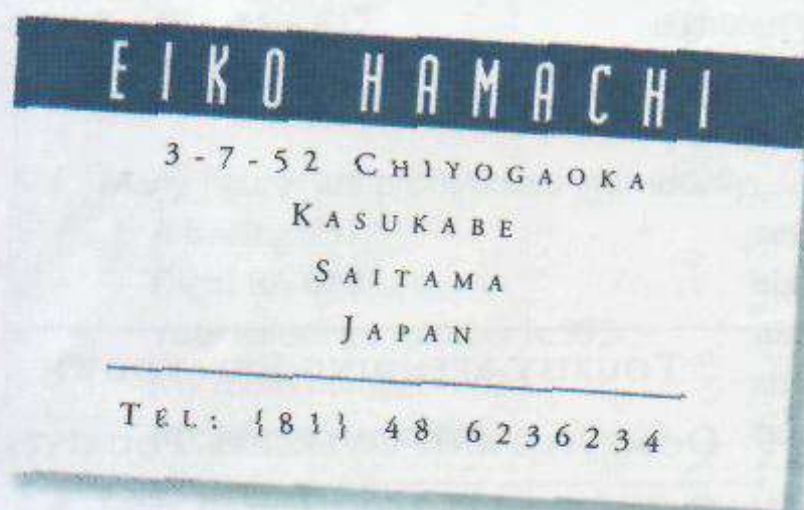 EIKO HAMACHI
3-7-52 CHIYOGAOKA
KASUKABE
SAITAMA
JAPAN
TEL: {81} 48 6236234